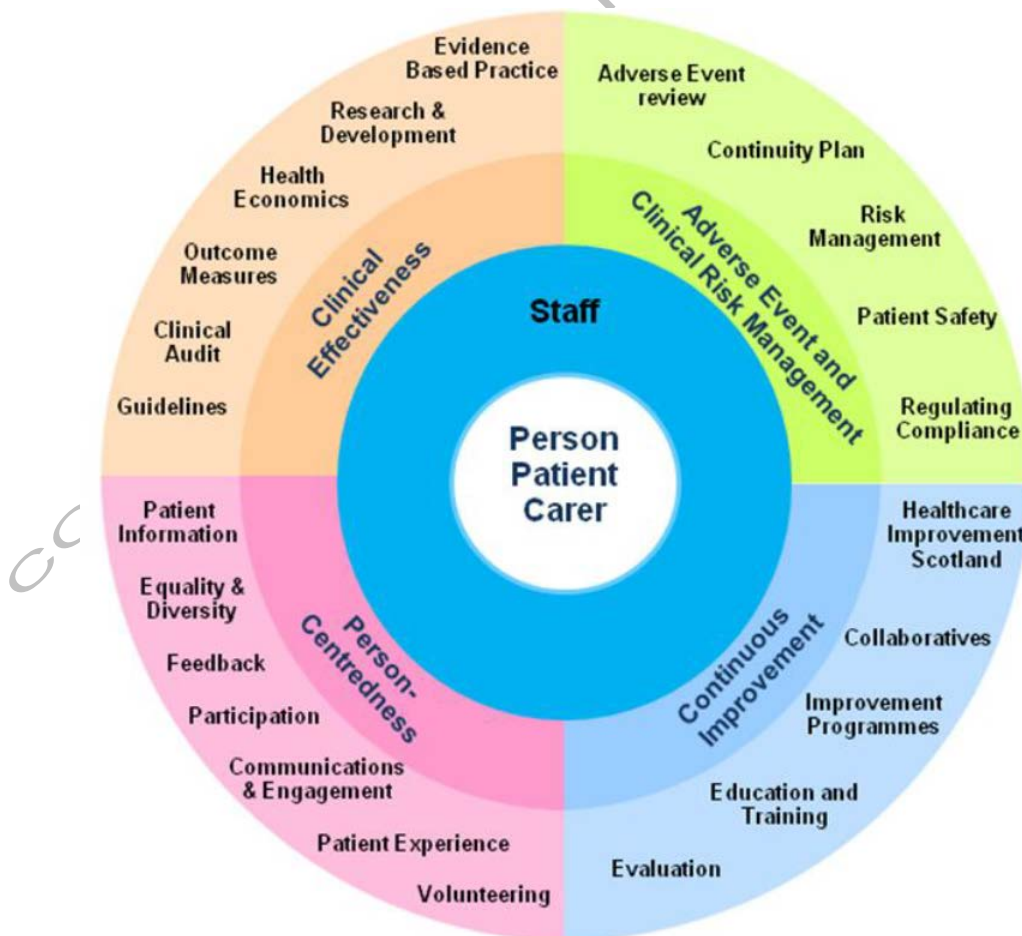 Evidence
Based Practice
Research &
Development
Health
Economics
Outcome
Measures
Clinical
Audit
Guidelines
Clinical
Effectiveness
Adverse Event
review
Continuity Plan
Risk
Management
Patient Safety
Regulating
Compliance
Adverse Event and
Clinical Risk Management
Staff
Person
Patient
Carer
Patient
Information
Equality &
Diversity
Feedback
Participation
Communications
& Engagement
Patient Experience
Volunteering
Person-
Centredness
Healthcare
Improvement
Scotland
Collaboratives
Improvement
Programmes
Education and
Training
Evaluation
Continuous
Improvement